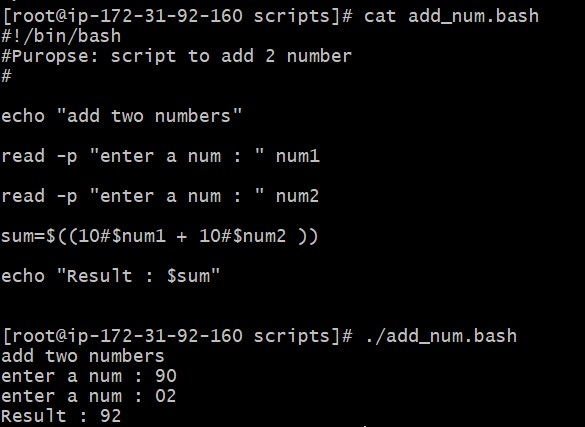 [root@ip-172-31-92-160 scripts]# cat add_num.bash
#!/bin/bash
#Puropse: script to add 2 number
#
echo "add two numbers"
read -p "enter a num : " num1
read -p "enter a num : " num2
sum=$((10#$num1 + 10#$num2 ))
echo "Result : $sum"
[root@ip-172-31-92-160 scripts]# ./add_num.bash
add two numbers
enter a num : 90
enter a num : 02
Result : 92